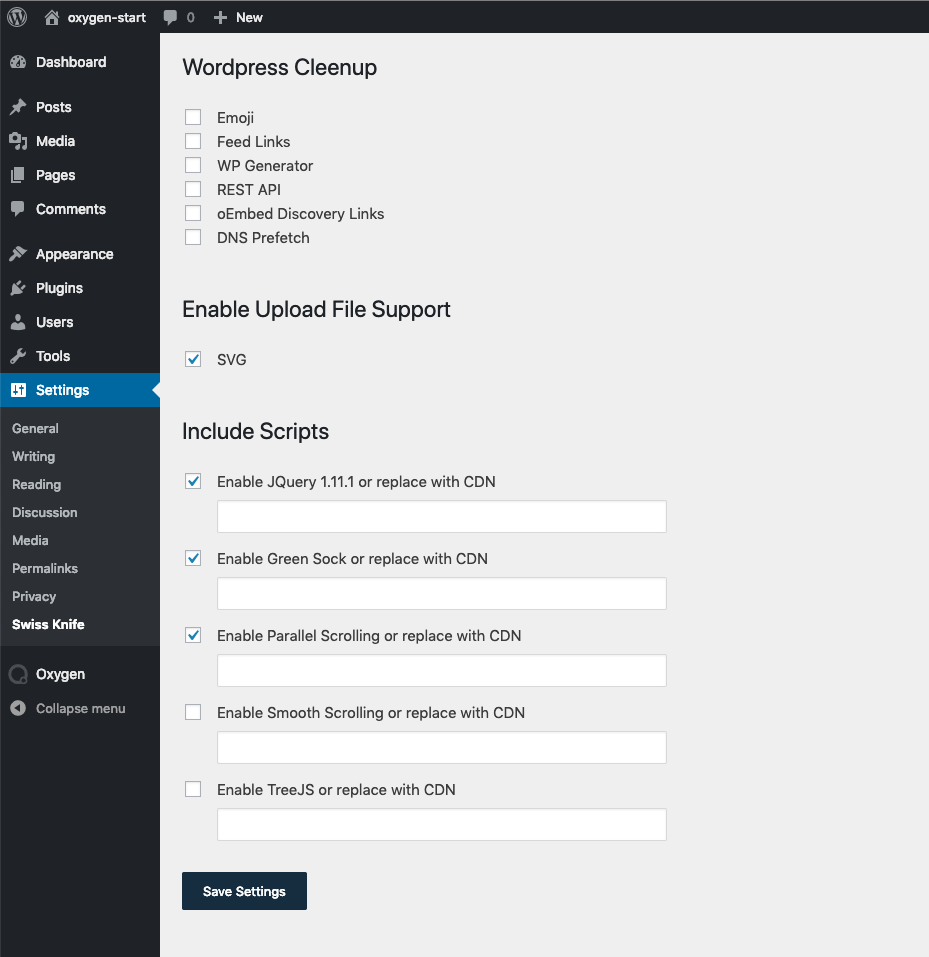 oxygen-start 0 New
Dashboard
Posts
Media
Pages
Comments
Appearance
Plugins
Users
Tools
Settings
General
Writing
Reading
Discussion
Media
Permalinks
Privacy
Swiss Knife
Oxygen
Collapse menu
Wordpress Cleenup
Emoji
Feed Links
WP Generator
REST API
oEmbed Discovery Links
DNS Prefetch
Enable Upload File Support
SVG
Include Scripts
Enable JQuery 1.11.1 or replace with CDN
Enable Green Sock or replace with CDN
Enable Parallel Scrolling or replace with CDN
Enable Smooth Scrolling or replace with CDN
Enable TreeJS or replace with CDN
Save Settings